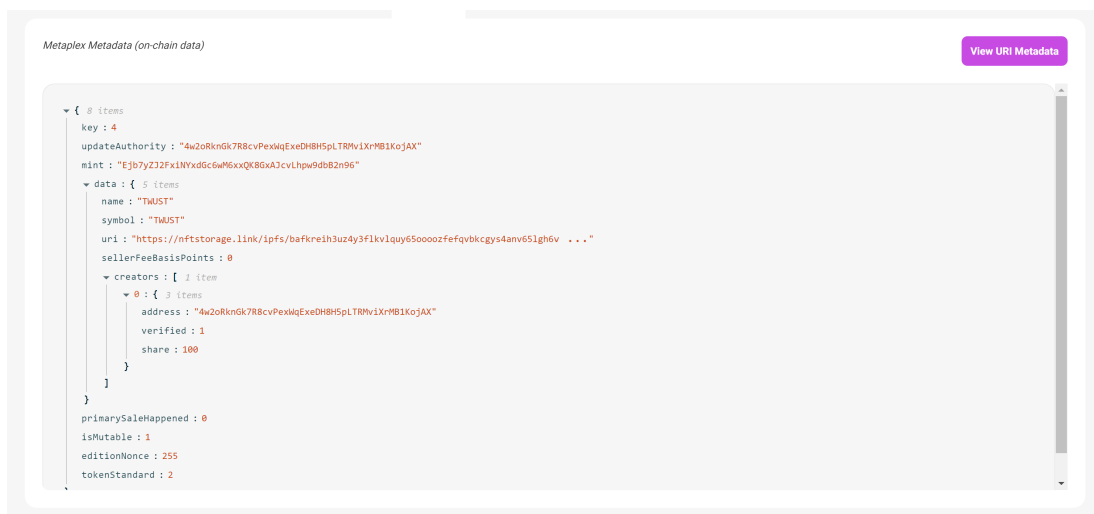 Metaplex Metadata (on-chain data)
View URI Metadata
{ 8 items
key : 4
updateAuthority : "4w2oRknGk7R8cvPexWqExeDH8H5pLTRMviXrMB1KojAX"
mint : "Ejb7yZJ2FxiNYxdGc6wM6xxQK8GxAJcvLhpw9dbB2n96"
data : { 5 items
name : "TWUST"
symbol : "TWUST"
uri : "https://nftstorage.link/ipfs/bafkreih3uz4y3flkvlquy65oooozfefqvbkcgys4anv65lgh6v ..."
sellerFeeBasisPoints : 0
creators : [ 1 item
0 : { 3 items
address : "4w2oRknGk7R8cvPexWqExeDH8H5pLTRMviXrMB1KojAX"
verified : 1
share : 100
}
]
}
primarySaleHappened : 0
isMutable : 1
editionNonce : 255
tokenStandard : 2